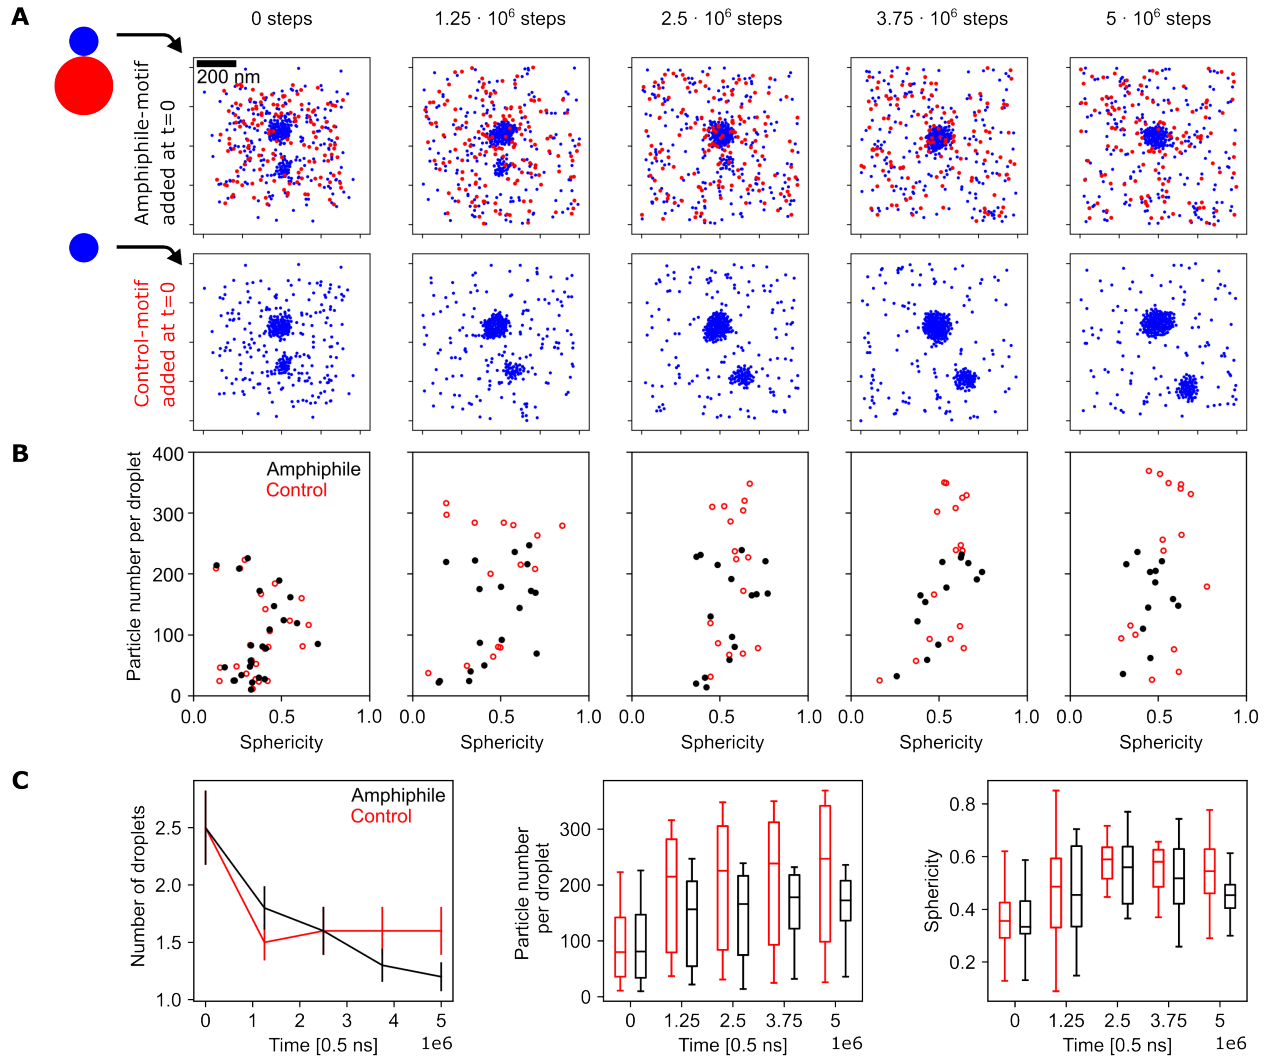 A
0 steps
1.25 · 10⁶ steps
2.5 · 10⁶ steps
3.75 · 10⁶ steps
5 · 10⁶ steps
200 nm
Amphiphile-motif
added at t=0
Control-motif
added at t=0
B
Particle number per droplet
400
300
200
100
0
Amphiphile
Control
0.0 0.5 1.0
0.0 0.5 1.0
0.0 0.5 1.0
0.0 0.5 1.0
0.0 0.5 1.0
Sphericity
Sphericity
Sphericity
Sphericity
Sphericity
C
Number of droplets
2.5
2.0
1.5
1.0
Amphiphile
Control
0 1 2 3 4 5
Time [0.5 ns]
1e6
Particle number
per droplet
300
200
100
0
0 1.25 2.5 3.75 5
Time [0.5 ns]
1e6
Sphericity
0.8
0.6
0.4
0.2
0 1.25 2.5 3.75 5
Time [0.5 ns]
1e6